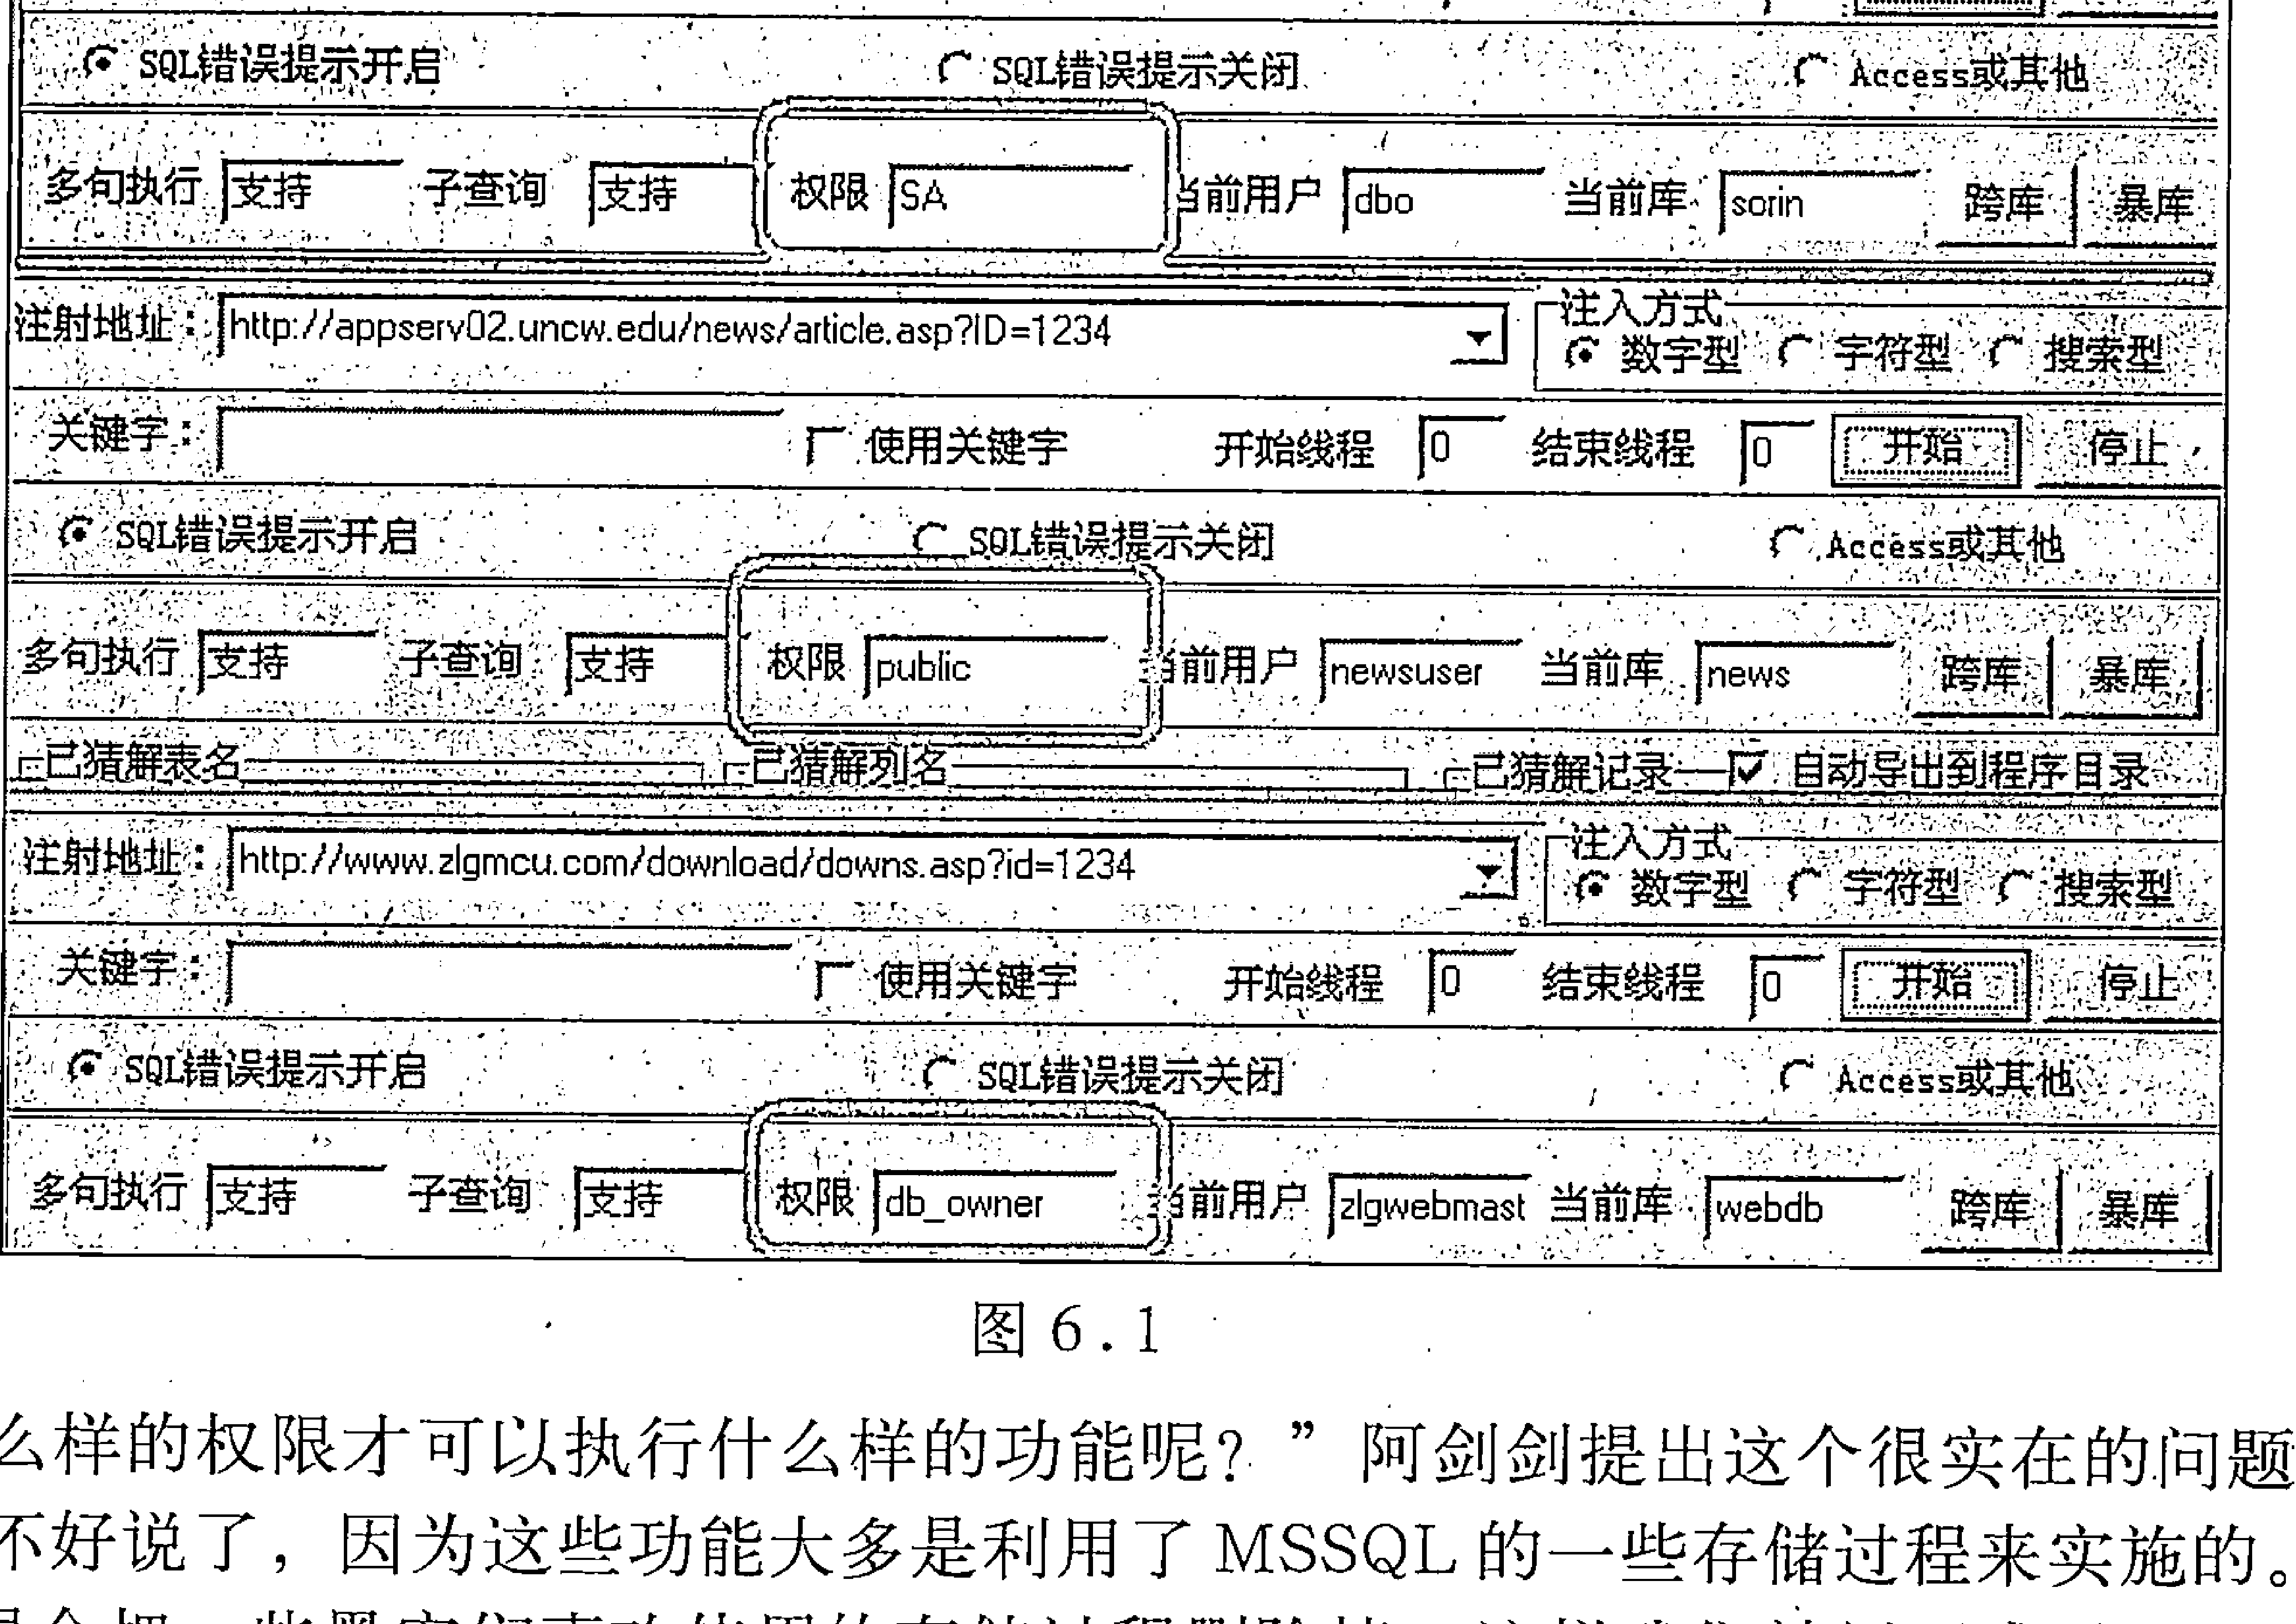 SQL错误提示开启 SQL错误提示关闭 Access或其他
多句执行 支持 子查询 支持 权限 SA 当前用户 dbo 当前库 sorin 跨库 暴库
注射地址: http://appserv02.uncw.edu/news/article.asp?ID=1234 注入方式
数字型 字符型 搜索型
关键字: 使用关键字 开始线程 0 结束线程 0 开始 停止
SQL错误提示开启 SQL错误提示关闭 Access或其他
多句执行 支持 子查询 支持 权限 public 当前用户 newsuser 当前库 news 跨库 暴库
已猜解表名 已猜解列名 已猜解记录 自动导出到程序目录
注射地址: http://www.zlgmcu.com/download/downs.asp?id=1234 注入方式
数字型 字符型 搜索型
关键字: 使用关键字 开始线程 0 结束线程 0 开始 停止
SQL错误提示开启 SQL错误提示关闭 Access或其他
多句执行 支持 子查询 支持 权限 db_owner 当前用户 zlgwebmast 当前库 webdb 跨库 暴库
图 6.1
么样的权限才可以执行什么样的功能呢?”阿剑剑提出这个很实在的问题
不好说了,因为这些功能大多是利用了MSSQL的一些存储过程来实施的。